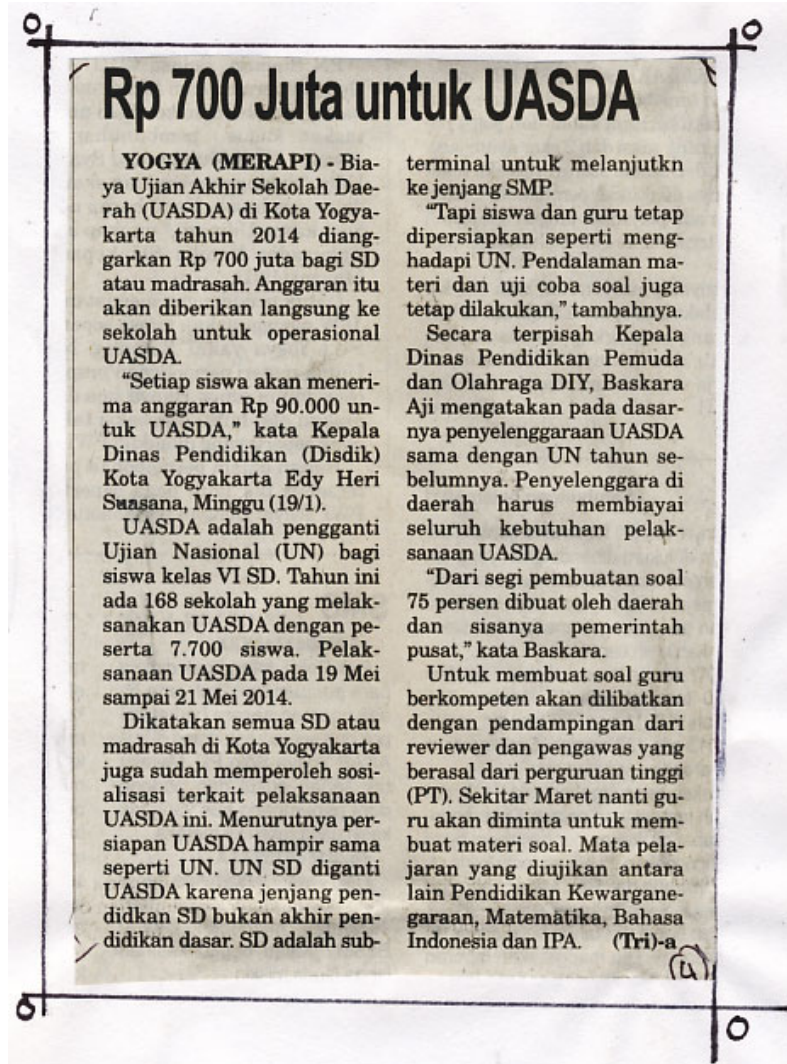 Rp 700 Juta untuk UASDA
YOGYA (MERAPI) - Bia-
ya Ujian Akhir Sekolah Dae-
rah (UASDA) di Kota Yogya-
karta tahun 2014 diang-
garkan Rp 700 juta bagi SD
atau madrasah. Anggaran itu
akan diberikan langsung ke
sekolah untuk operasional
UASDA.
"Setiap siswa akan meneri-
ma anggaran Rp 90.000 un-
tuk UASDA," kata Kepala
Dinas Pendidikan (Disdik)
Kota Yogyakarta Edy Heri
Suasana, Minggu (19/1).
UASDA adalah pengganti
Ujian Nasional (UN) bagi
siswa kelas VI SD. Tahun ini
ada 168 sekolah yang melak-
sanakan UASDA dengan pe-
serta 7.700 siswa. Pelak-
sanaan UASDA pada 19 Mei
sampai 21 Mei 2014.
Dikatakan semua SD atau
madrasah di Kota Yogyakarta
juga sudah memperoleh sosi-
alisasi terkait pelaksanaan
UASDA ini. Menurutnya per-
siapan UASDA hampir sama
seperti UN. UN SD diganti
UASDA karena jenjang pen-
didkan SD bukan akhir pen-
didikan dasar. SD adalah sub-
terminal untuk melanjutkn
ke jenjang SMP.
"Tapi siswa dan guru tetap
dipersiapkan seperti meng-
hadapi UN. Pendalaman ma-
teri dan uji coba soal juga
tetap dilakukan," tambahnya.
Secara terpisah Kepala
Dinas Pendidikan Pemuda
dan Olahraga DIY, Baskara
Aji mengatakan pada dasar-
nya penyelenggaraan UASDA
sama dengan UN tahun se-
belumnya. Penyelenggara di
daerah harus membiayai
seluruh kebutuhan pelak-
sanaan UASDA.
"Dari segi pembuatan soal
75 persen dibuat oleh daerah
dan sisanya pemerintah
pusat," kata Baskara.
Untuk membuat soal guru
berkompeten akan dilibatkan
dengan pendampingan dari
reviewer dan pengawas yang
berasal dari perguruan tinggi
(PT). Sekitar Maret nanti gu-
ru akan diminta untuk mem-
buat materi soal. Mata pela-
jaran yang diujikan antara
lain Pendidikan Kewargane-
garaan, Matematika, Bahasa
Indonesia dan IPA. (Tri)-a